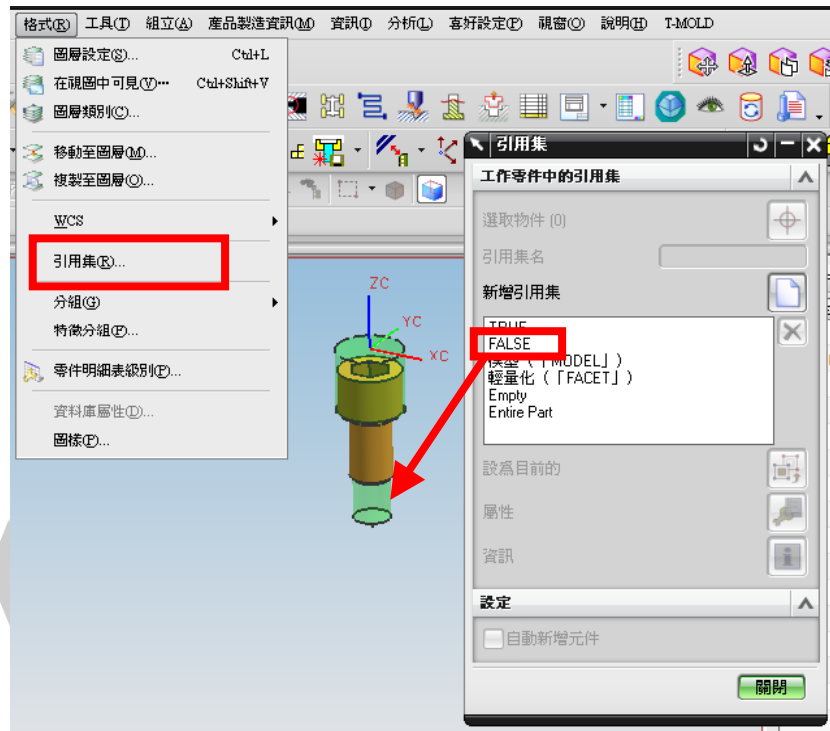 格式(R) 工具(T) 組立(A) 產品製造資訊(M) 資訊(I) 分析(L) 喜好設定(P) 視窗(O) 說明(H) T-MOLD
圖層設定(S)... Ctrl+L
在視圖中可見(V)... Ctrl+Shift+V
圖層類別(C)...
移動至圖層(M)...
複製至圖層(O)...
WCS
引用集(R)...
分組(G)
特徵分組(F)...
零件明細表級別(P)...
資料庫屬性(D)...
圖樣(P)...
ZC
YC
XC
引用集
工作零件中的引用集
選取物件 (0)
引用集名
新增引用集
TRUE
FALSE
模型(「MODEL」)
輕量化(「FACET」)
Empty
Entire Part
設為目前的
屬性
資訊
設定
自動新增元件
關閉